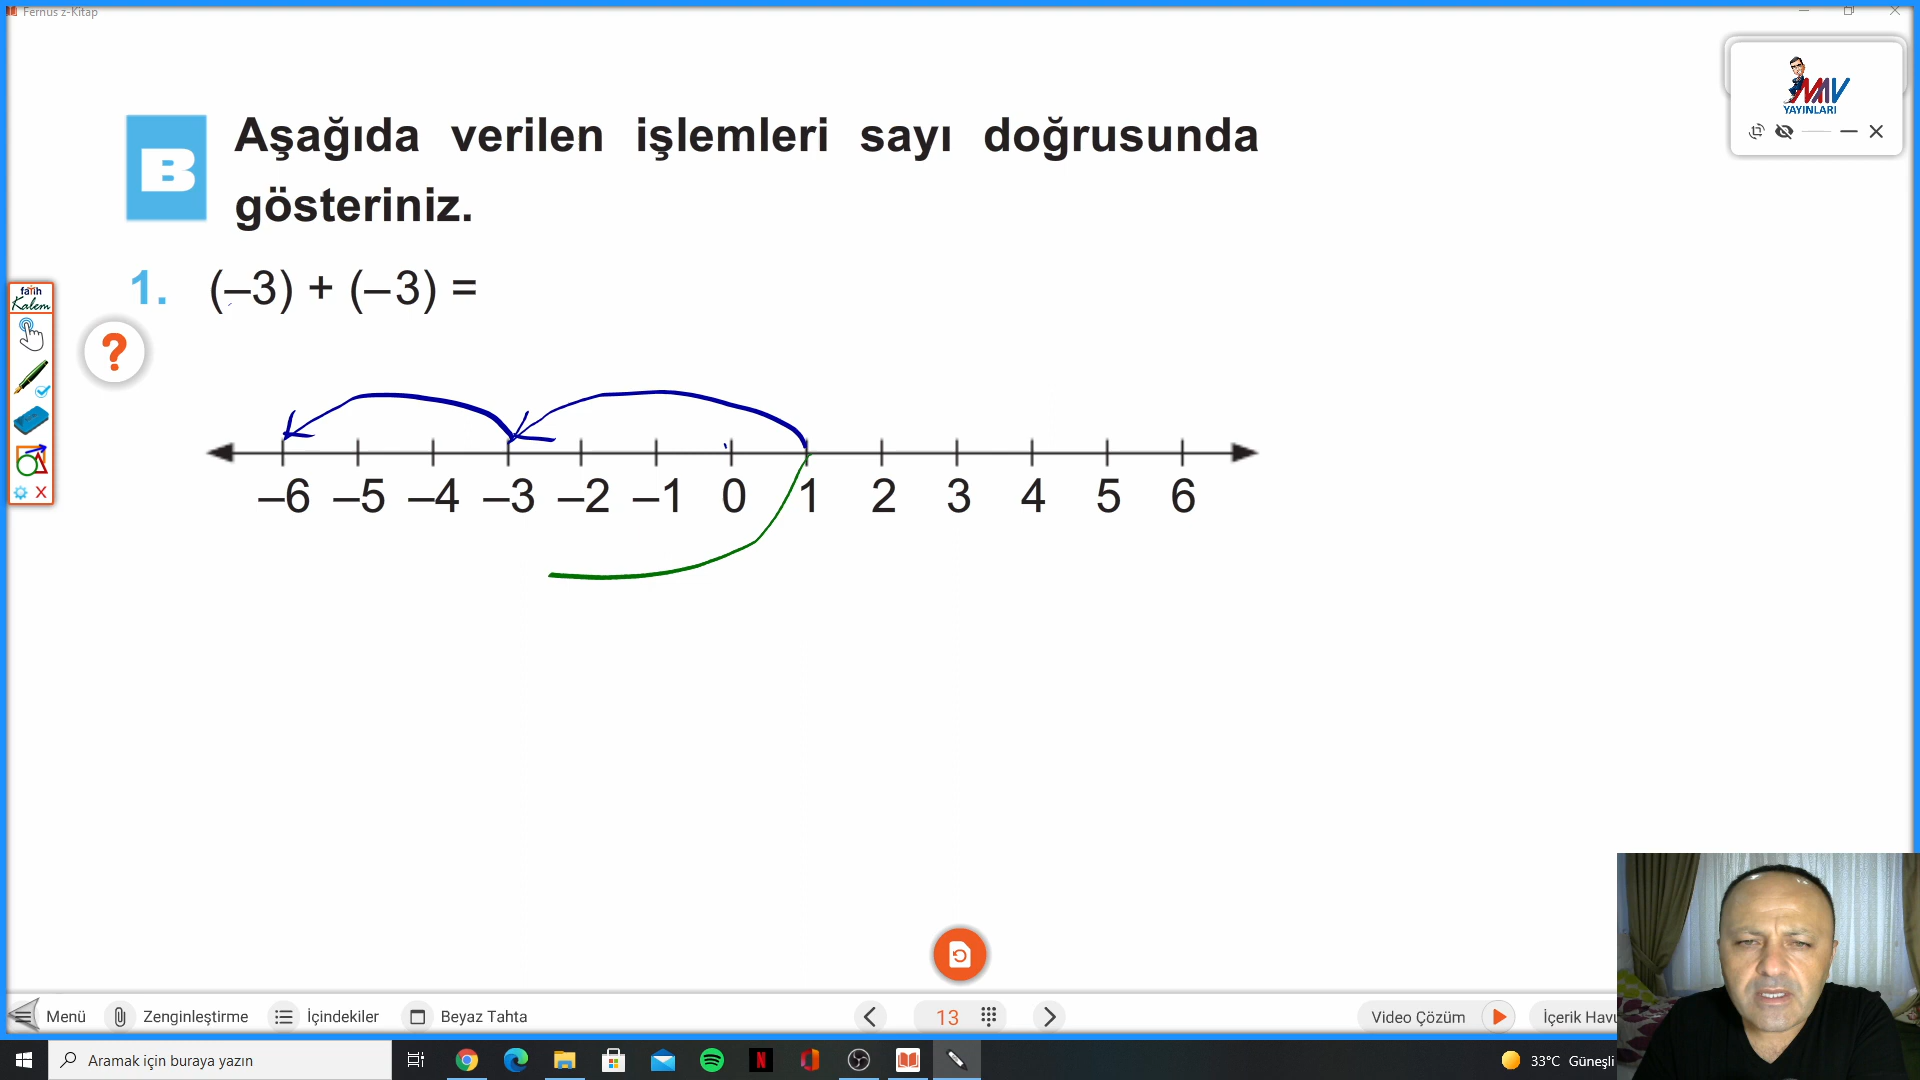 Fernus z-Kitap
MAV
YAYINLARI
B
Aşağıda verilen işlemleri sayı doğrusunda
gösteriniz.
1. (–3) + (–3) =
fatih
Kalem
?
–6 –5 –4 –3 –2 –1 0 1 2 3 4 5 6
Menü Zenginleştirme İçindekiler Beyaz Tahta 13 Video Çözüm İçerik Havu
Aramak için buraya yazın 33°C Güneşli